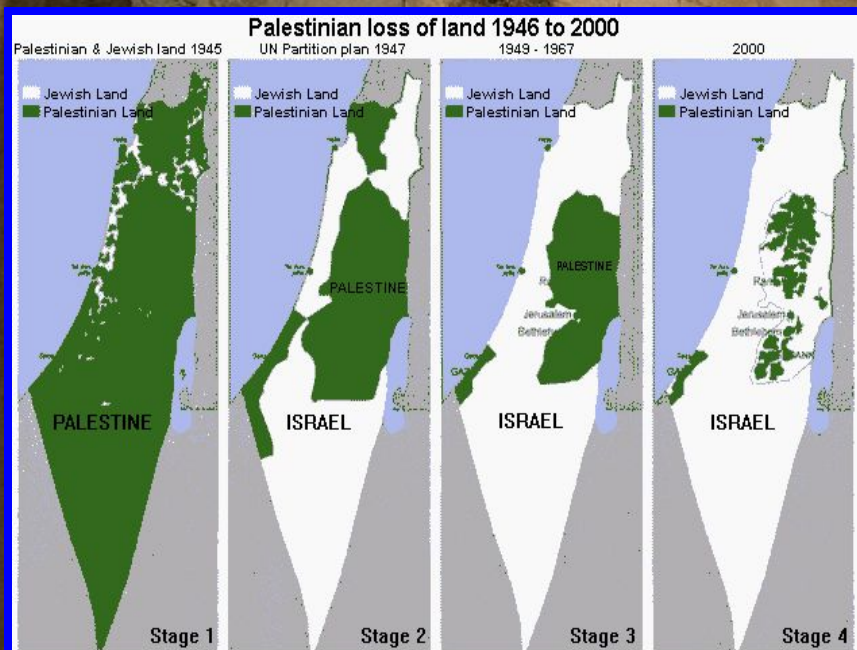 Palestinian loss of land 1946 to 2000
Palestinian & Jewish land 1945
Jewish Land
Palestinian Land
PALESTINE
Stage 1
UN Partition plan 1947
Jewish Land
Palestinian Land
PALESTINE
ISRAEL
Stage 2
1949 - 1967
Jewish Land
Palestinian Land
PALESTINE
Jerusalem
Bethlehe
ISRAEL
Stage 3
2000
Jewish Land
Palestinian Land
Jerusalem
Bethlehem
ISRAEL
Stage 4